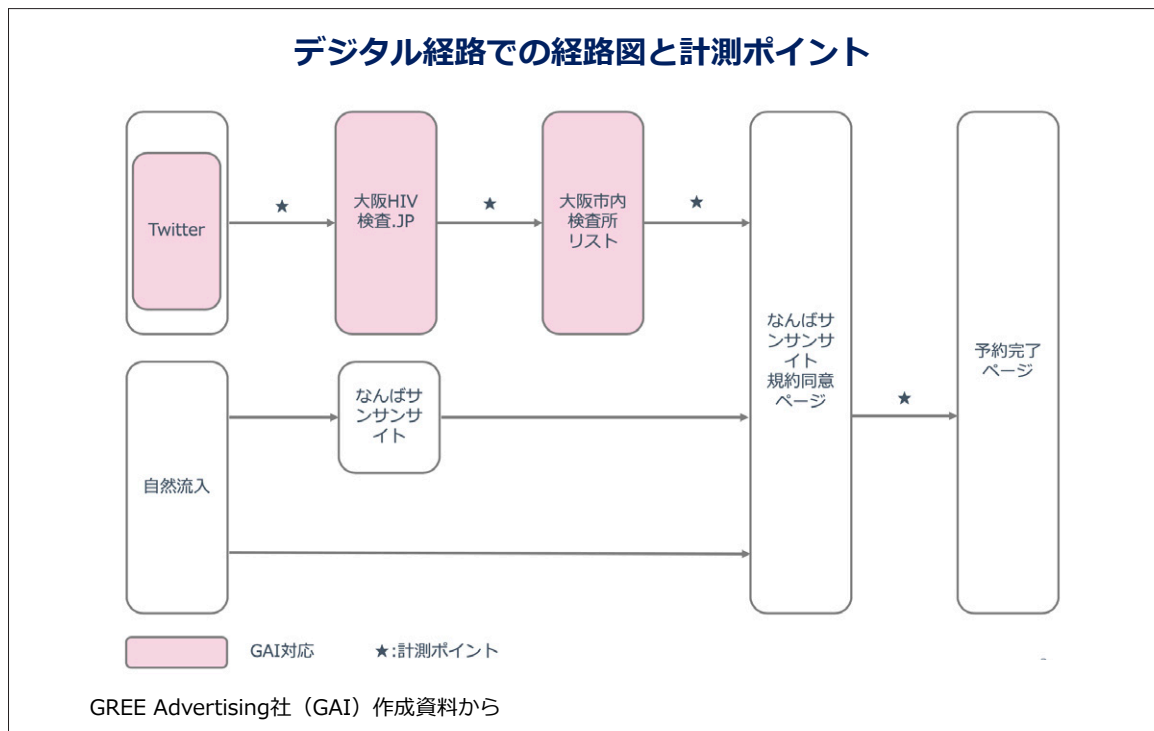 デジタル経路での経路図と計測ポイント
Twitter
★
大阪HIV
検査.JP
★
大阪市内
検査所
リスト
★
なんばサ
ンサンサ
イト
規約同意
ページ
★
予約完了
ページ
自然流入
なんばサ
ンサンサ
イト
GAI対応
★:計測ポイント
GREE Advertising社（GAI）作成資料から